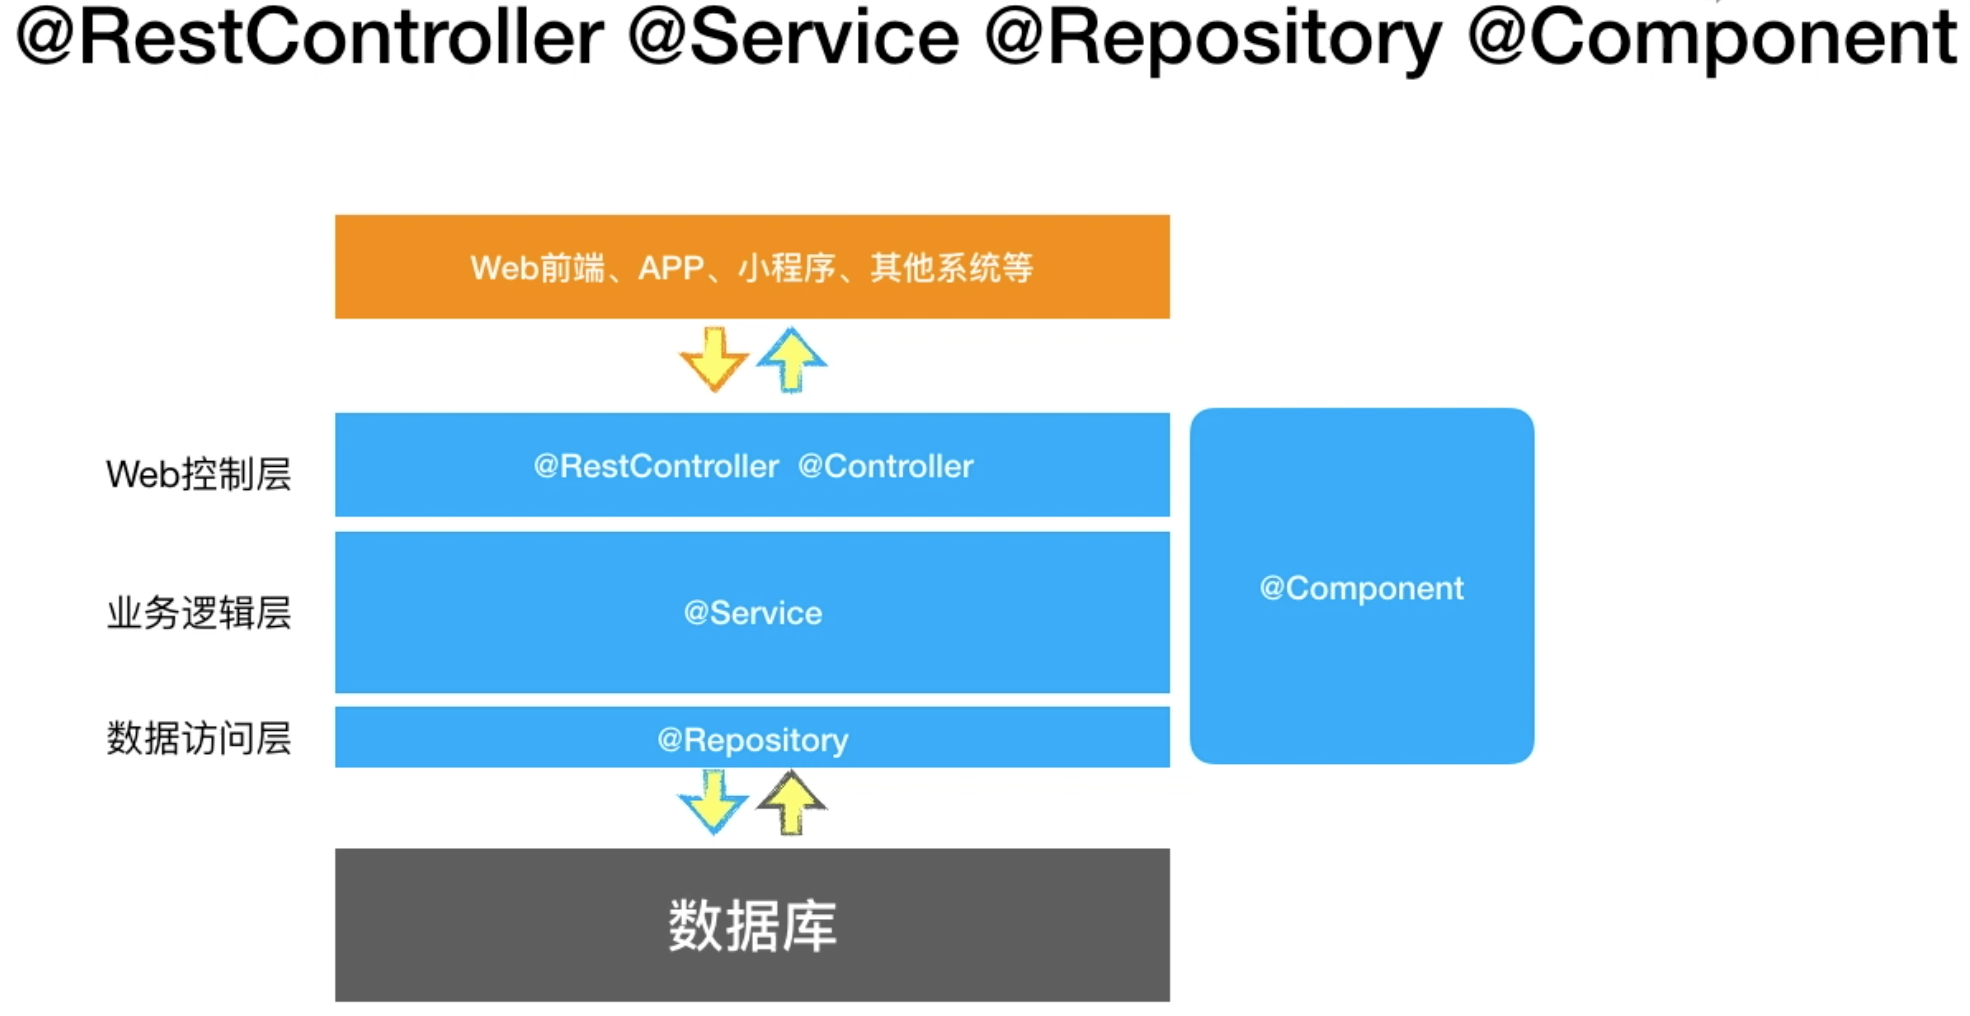 @RestController @Service @Repository @Component
Web前端、APP、小程序、其他系统等
Web控制层
@RestController @Controller
业务逻辑层
@Service
@Component
数据访问层
@Repository
数据库